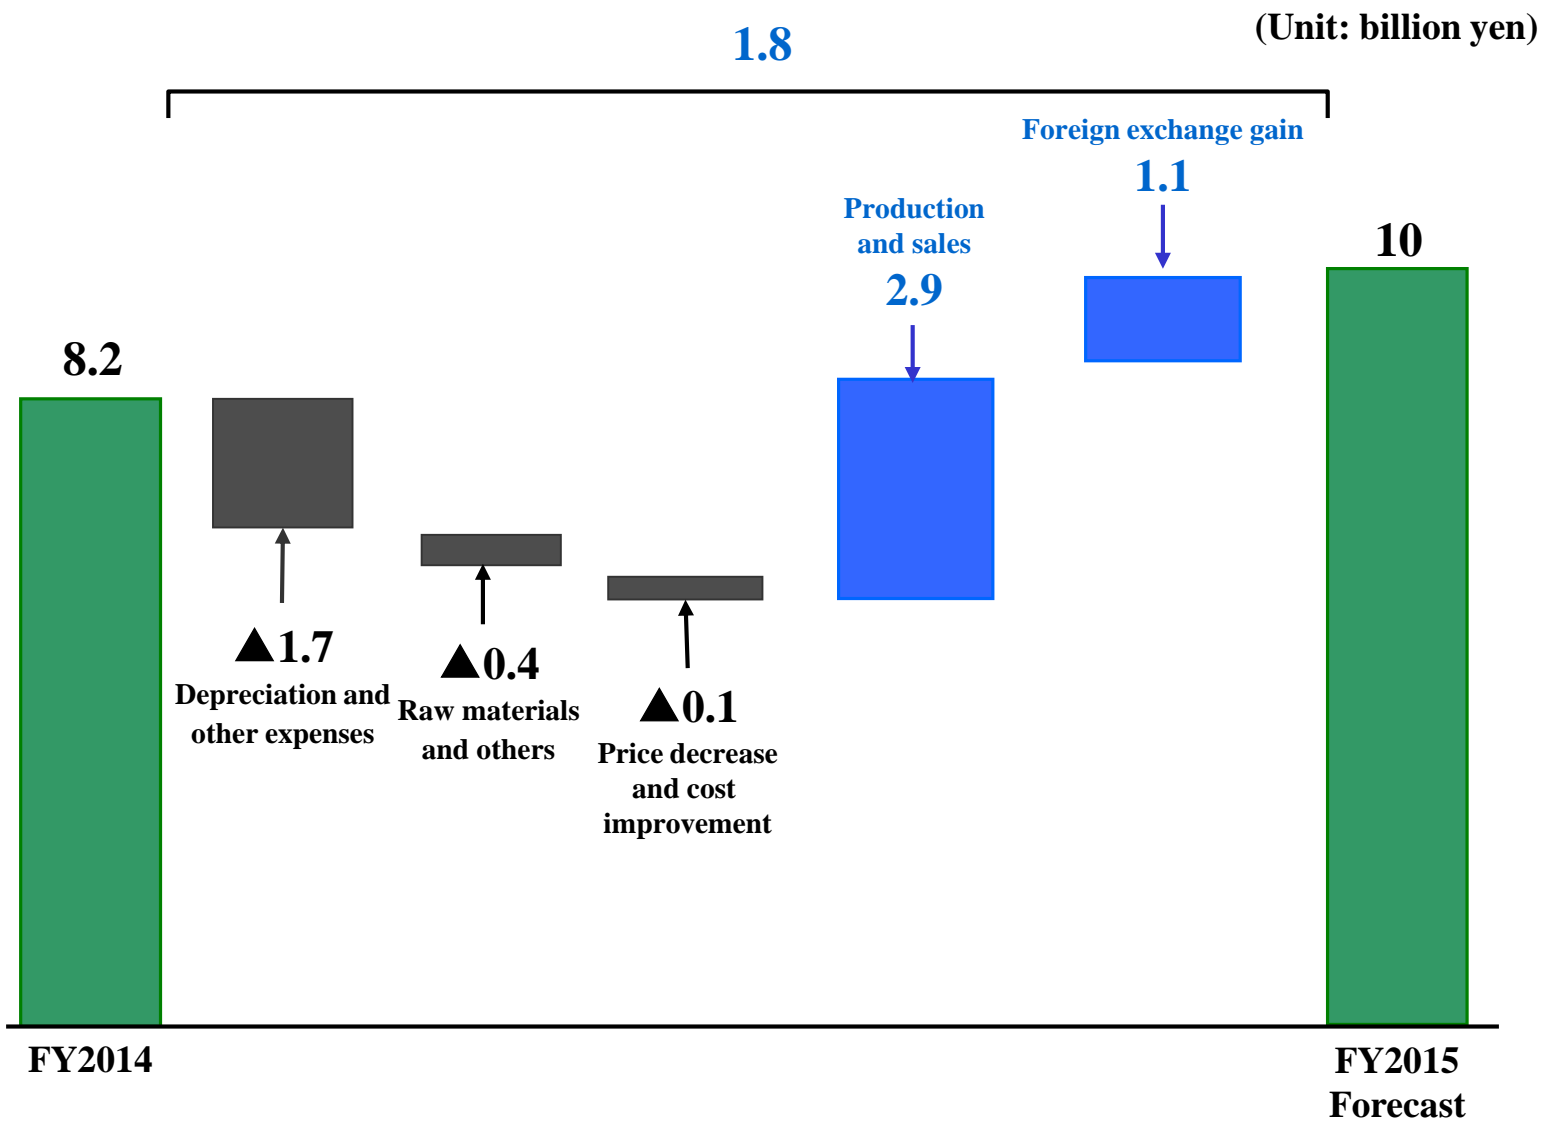 (Unit: billion yen)
1.8
Foreign exchange gain
1.1
Production
and sales
2.9
10
8.2
▲1.7
Depreciation and
other expenses
▲0.4
Raw materials
and others
▲0.1
Price decrease
and cost
improvement
FY2014
FY2015
Forecast